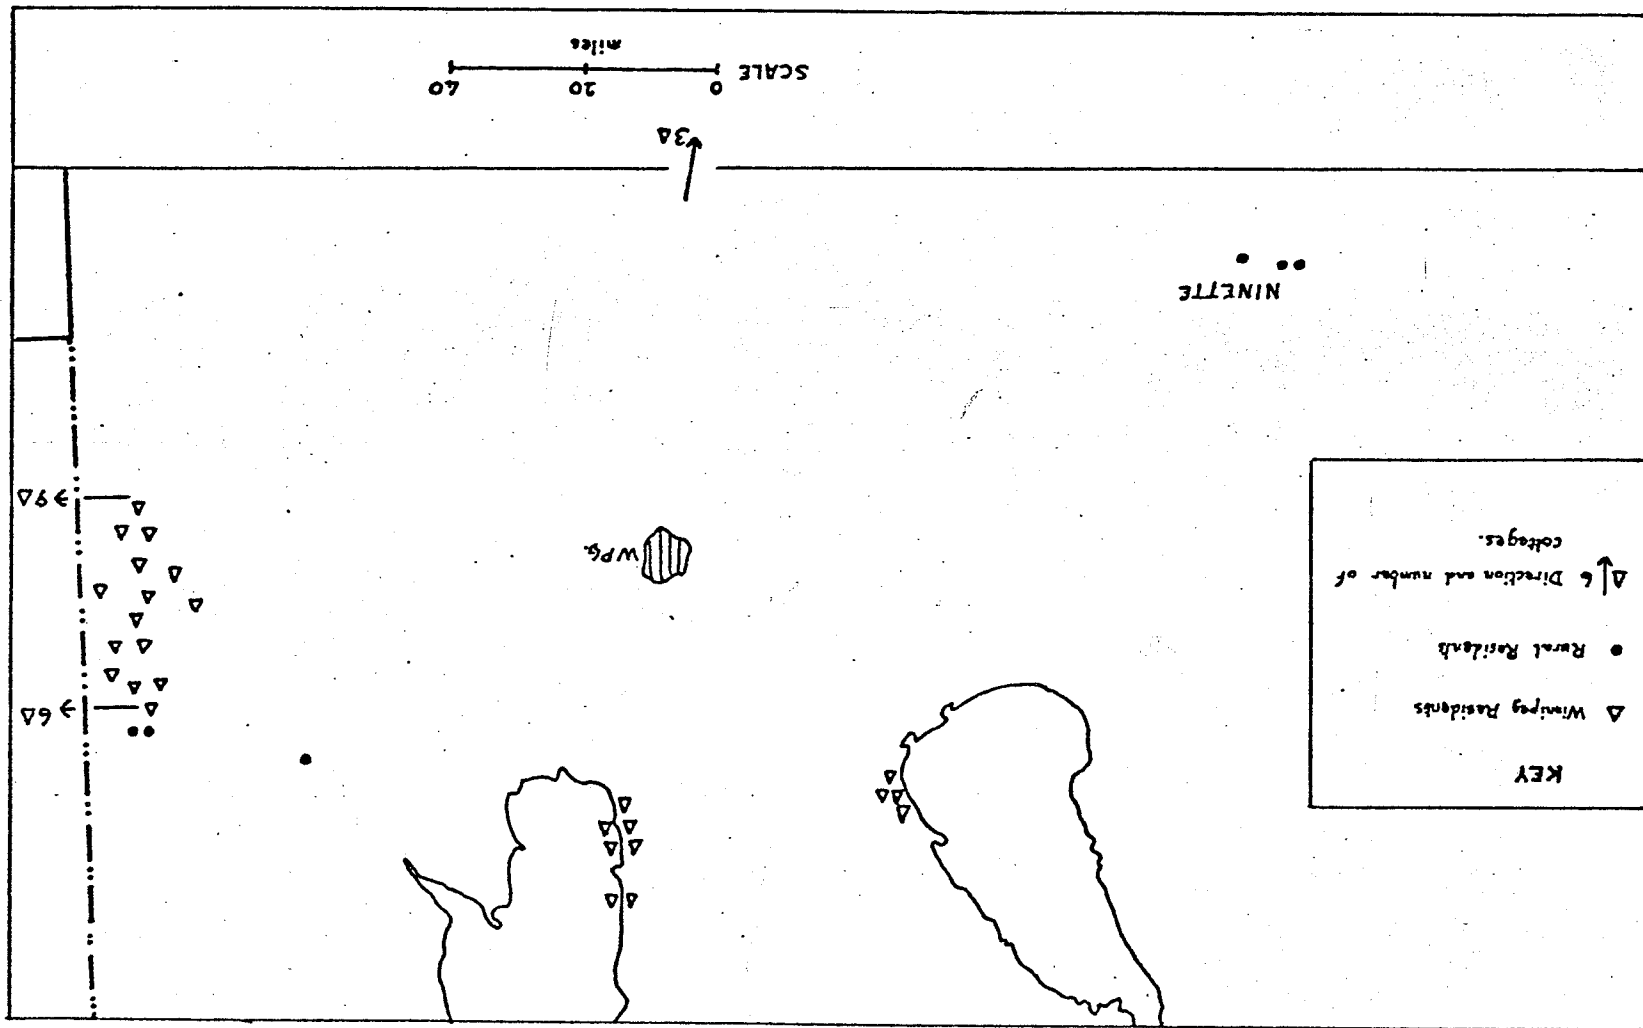 KEY
△ Winnipeg Residents
● Rural Residents
△ ↓6 Direction and number of
cottages.
6△
WPG.
9△
NINETTE
3△
SCALE
0 20 40
miles